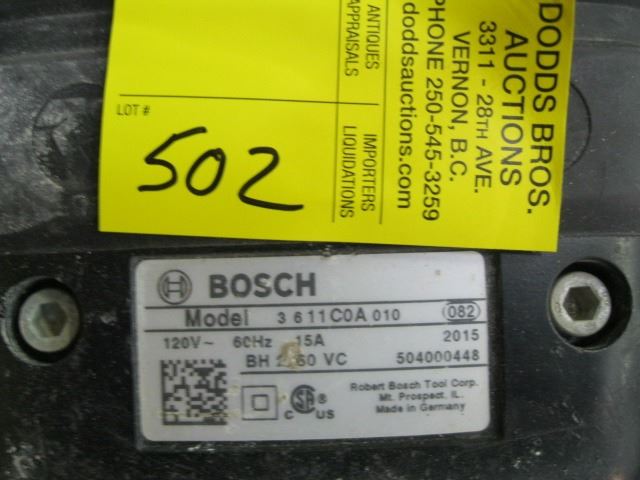 DODDS BROS.
AUCTIONS
3311 - 28TH AVE.
VERNON, B.C.
PHONE 250-545-3259
doddsauctions.com
ANTIQUES
APPRAISALS
IMPORTERS
LIQUIDATIONS
LOT #
502
BOSCH
Model 3 611 C0A 010 082
120V~ 60Hz 15A 2015
BH VC 504000448
Robert Bosch Tool Corp.
Mt. Prospect, IL.
Made in Germany
C US